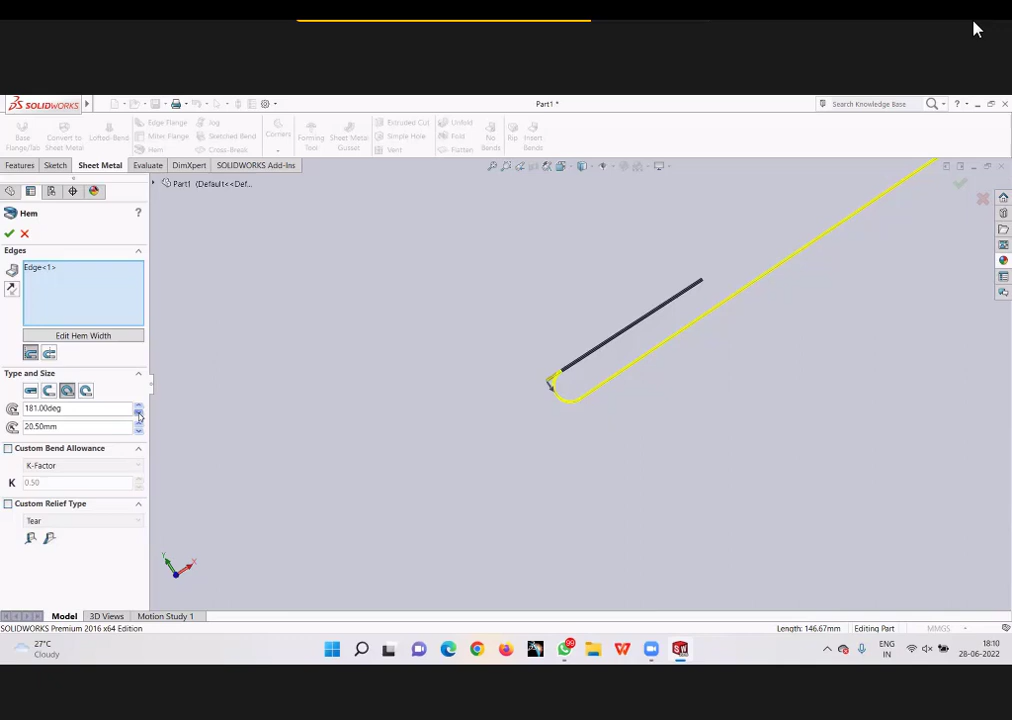 SOLIDWORKS
Part1 *
Search Knowledge Base
Base Flange/Tab
Convert to Sheet Metal
Lofted-Bend
Edge Flange
Miter Flange
Hem
Jog
Sketched Bend
Cross-Break
Corners
Forming Tool
Sheet Metal Gusset
Extruded Cut
Simple Hole
Vent
Unfold
Fold
Flatten
No Bends
Rip
Insert Bends
Features Sketch Sheet Metal Evaluate DimXpert SOLIDWORKS Add-Ins
Part1 (Default<<Def...
Hem
?
Edges
Edge<1>
Edit Hem Width
Type and Size
181.00deg
20.50mm
Custom Bend Allowance
K-Factor
K 0.50
Custom Relief Type
Tear
Y
X
Model 3D Views Motion Study 1
SOLIDWORKS Premium 2016 x64 Edition
Length: 146.67mm Editing Part MMGS -
27°C
Cloudy
99
ENG
IN
18:10
28-06-2022